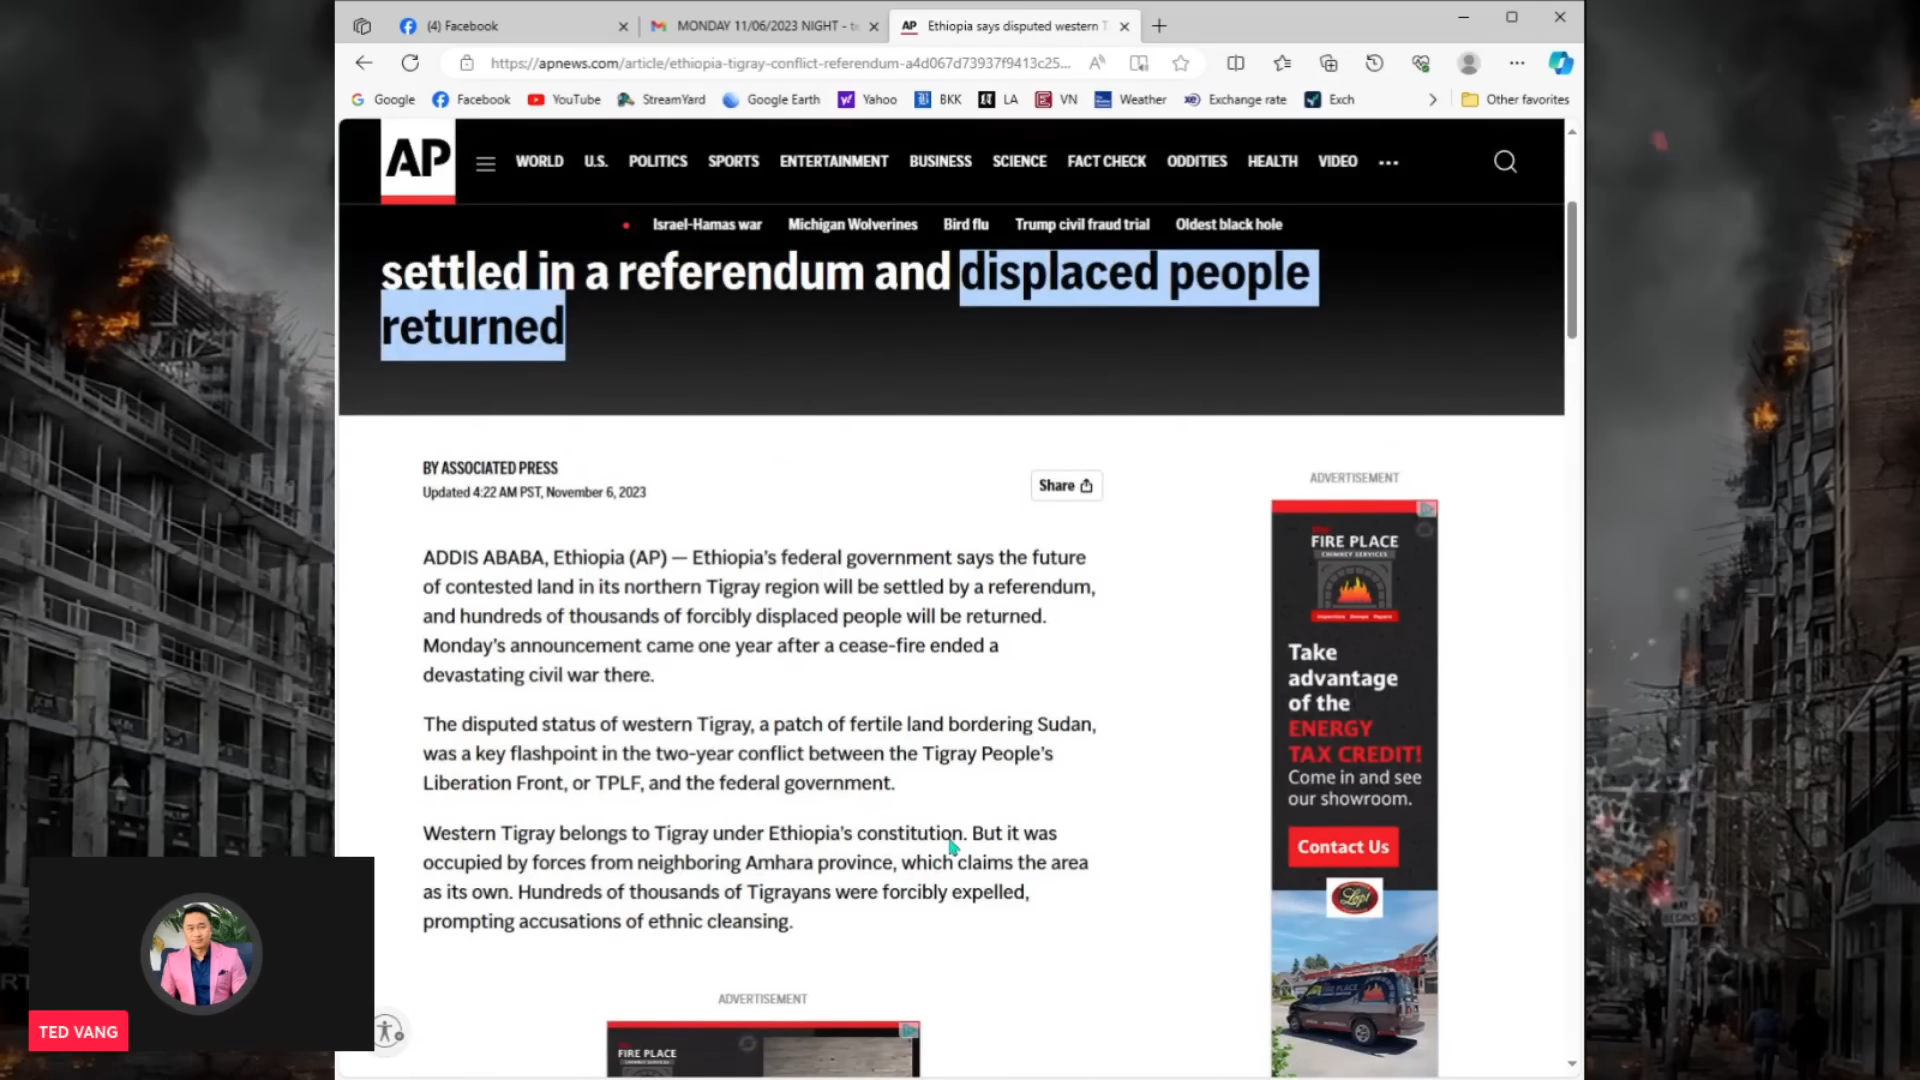 (4) Facebook
MONDAY 11/06/2023 NIGHT - te
AP Ethiopia says disputed western T
https://apnews.com/article/ethiopia-tigray-conflict-referendum-a4d067d73937f9413c25...
Google Facebook YouTube StreamYard Google Earth Yahoo BKK LA VN Weather Exchange rate Exch Other favorites
AP
WORLD U.S. POLITICS SPORTS ENTERTAINMENT BUSINESS SCIENCE FACT CHECK ODDITIES HEALTH VIDEO
Israel-Hamas war Michigan Wolverines Bird flu Trump civil fraud trial Oldest black hole
settled in a referendum and displaced people
returned
BY ASSOCIATED PRESS
Updated 4:22 AM PST, November 6, 2023
Share
ADDIS ABABA, Ethiopia (AP) — Ethiopia’s federal government says the future
of contested land in its northern Tigray region will be settled by a referendum,
and hundreds of thousands of forcibly displaced people will be returned.
Monday’s announcement came one year after a cease-fire ended a
devastating civil war there.
The disputed status of western Tigray, a patch of fertile land bordering Sudan,
was a key flashpoint in the two-year conflict between the Tigray People’s
Liberation Front, or TPLF, and the federal government.
Western Tigray belongs to Tigray under Ethiopia’s constitution. But it was
occupied by forces from neighboring Amhara province, which claims the area
as its own. Hundreds of thousands of Tigrayans were forcibly expelled,
prompting accusations of ethnic cleansing.
ADVERTISEMENT
FIRE PLACE
ADVERTISEMENT
FIRE PLACE
CHIMNEY SERVICES
Take
advantage
of the
ENERGY
TAX CREDIT!
Come in and see
our showroom.
Contact Us
FIRE PLACE
TED VANG